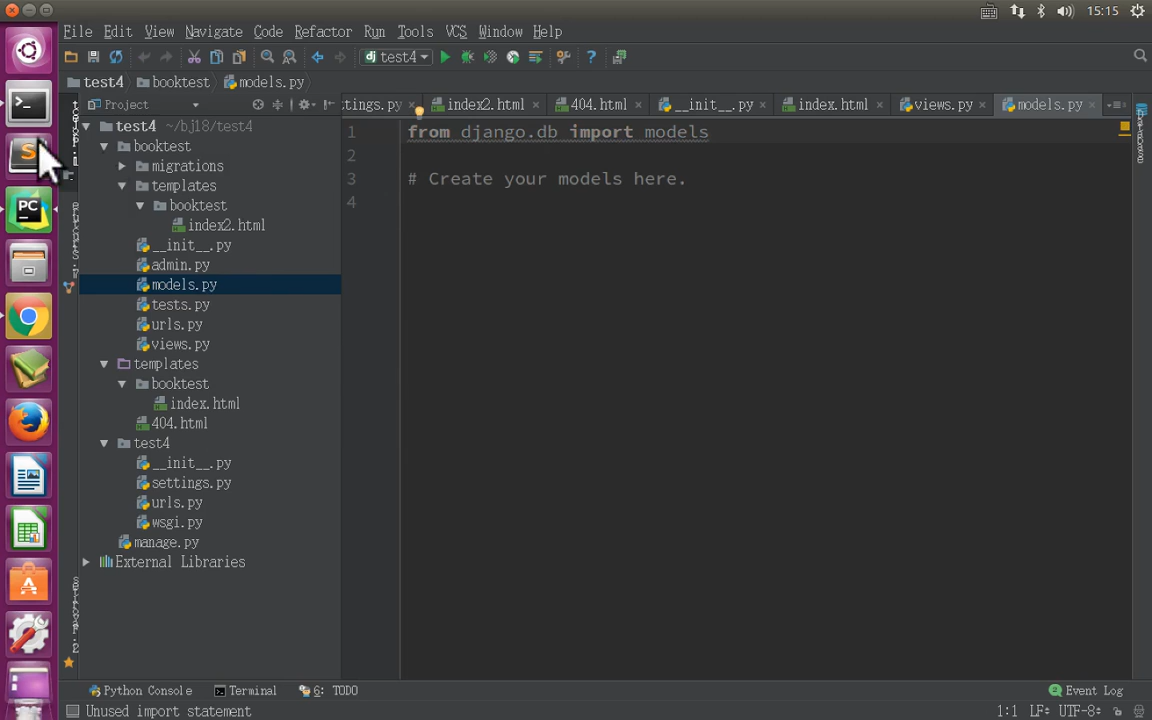 15:15
File Edit View Navigate Code Refactor Run Tools VCS Window Help
dj test4
test4 booktest models.py
Project
ttings.py index2.html 404.html __init__.py index.html views.py models.py
test4 ~/bj18/test4
booktest
migrations
templates
booktest
index2.html
__init__.py
admin.py
models.py
tests.py
urls.py
views.py
templates
booktest
index.html
404.html
test4
__init__.py
settings.py
urls.py
wsgi.py
manage.py
External Libraries
1 from django.db import models
2
3 # Create your models here.
4
Database
Python Console Terminal 6: TODO Event Log
Unused import statement 1:1 LF UTF-8